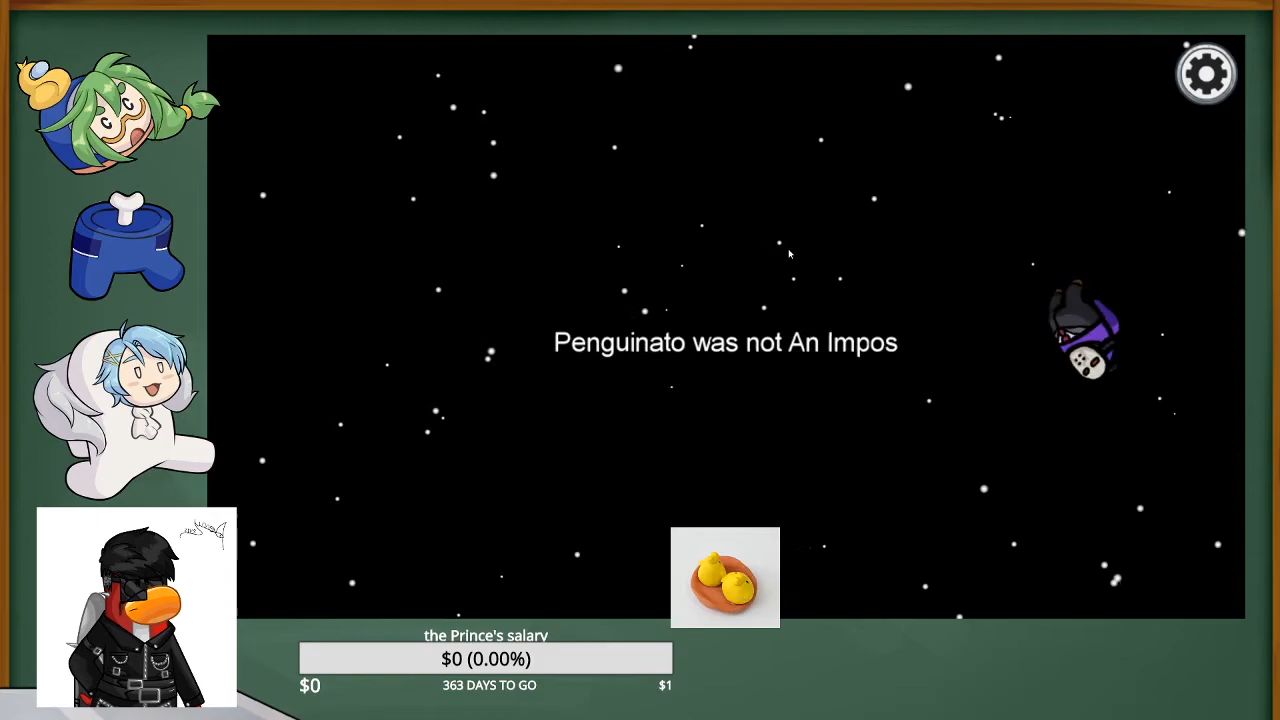 Penguinato was not An Impos
the Prince's salary
$0 (0.00%)
$0 363 DAYS TO GO $1